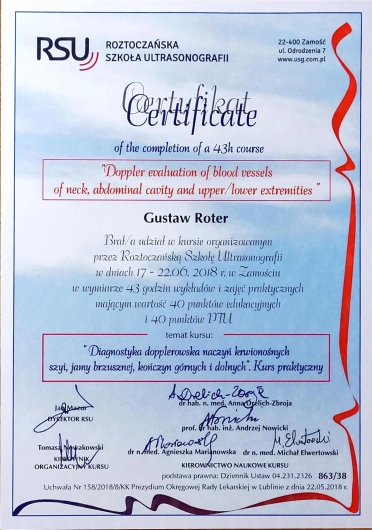 RSU ROZTOCZAŃSKA
SZKOŁA ULTRASONOGRAFII
22-400 Zamość
ul. Odrodzenia 7
www.usg.com.pl
Certyfikat
Certificate
of the completion of a 43h course
"Doppler evaluation of blood vessels
of neck, abdominal cavity and upper/lower extremities "
Gustaw Roter
Brał/a udział w kursie organizowanym
przez Roztoczańską Szkołę Ultrasonografii
w dniach 17 - 22.06. 2018 r. w Zamościu
w wymiarze 43 godzin wykładów i zajęć praktycznych
mającym wartość 40 punktów edukacyjnych
i 40 punktów PTU
temat kursu:
" Diagnostyka dopplerowska naczyń krwionośnych
szyi, jamy brzusznej, kończyn górnych i dolnych". Kurs praktyczny
Jan Mazur
DYREKTOR RSU
dr hab. n. med. Anna Drelich-Zbroja
prof. dr hab. inż. Andrzej Nowicki
Tomasz Nowakowski
KIEROWNIK
ORGANIZACYJNY KURSU
dr n med. Agnieszka Marianowska
dr n. med. Michał Elwertowski
KIEROWNICTWO NAUKOWE KURSU
podstawa prawna: Dziennik Ustaw 04.231.2326 863/38
Uchwała Nr 158/2018/8/KK Prezydium Okręgowej Rady Lekarskiej w Lublinie z dnia 22.05.2018 r.